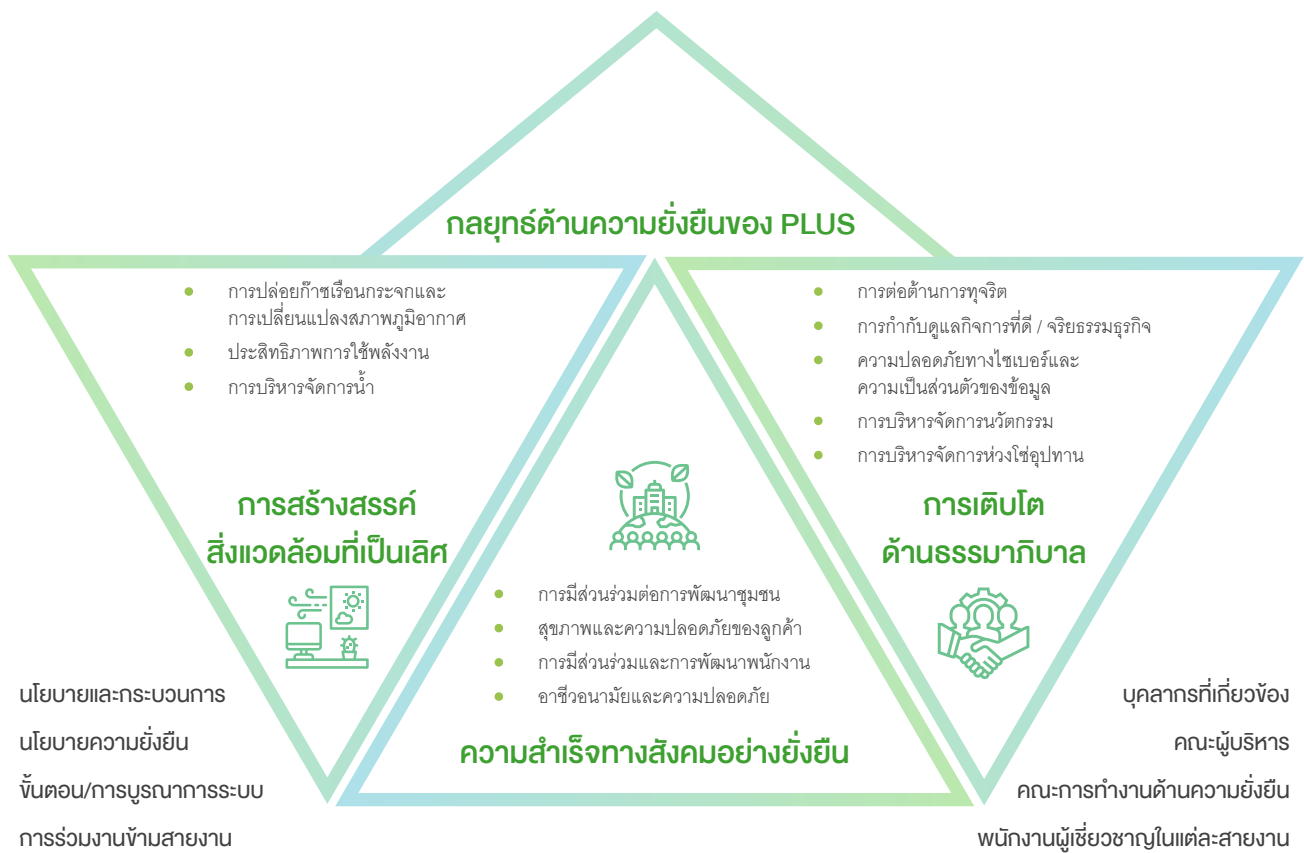 กลยุทธ์ด้านความยั่งยืนของ PLUS
การปล่อยก๊าซเรือนกระจกและ
การเปลี่ยนแปลงสภาพภูมิอากาศ
ประสิทธิภาพการใช้พลังงาน
การบริหารจัดการน้ำ
การสร้างสรรค์
สิ่งแวดล้อมที่เป็นเลิศ
การต่อต้านการทุจริต
การกำกับดูแลกิจการที่ดี / จริยธรรมธุรกิจ
ความปลอดภัยทางไซเบอร์และ
ความเป็นส่วนตัวของข้อมูล
การบริหารจัดการนวัตกรรม
การบริหารจัดการห่วงโซ่อุปทาน
การเติบโต
ด้านธรรมาภิบาล
การมีส่วนร่วมต่อการพัฒนาชุมชน
สุขภาพและความปลอดภัยของลูกค้า
การมีส่วนร่วมและการพัฒนาพนักงาน
อาชีวอนามัยและความปลอดภัย
ความสำเร็จทางสังคมอย่างยั่งยืน
นโยบายและกระบวนการ
นโยบายความยั่งยืน
ขั้นตอน/การบูรณาการระบบ
การร่วมงานข้ามสายงาน
บุคลากรที่เกี่ยวข้อง
คณะผู้บริหาร
คณะการทำงานด้านความยั่งยืน
พนักงานผู้เชี่ยวชาญในแต่ละสายงาน